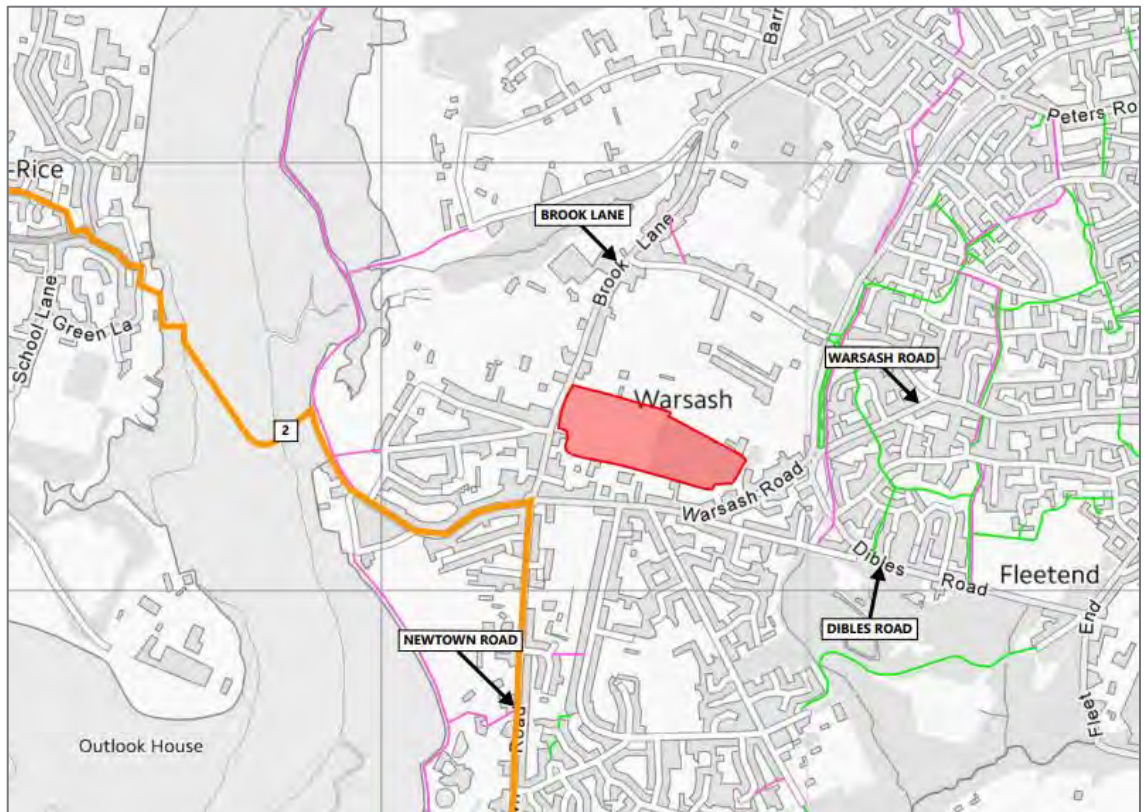 Barr
Peters Ro
-Rice
BROOK LANE
Brook Lane
School Lane
Green La
WARSASH ROAD
Warsash
2
Warsash Road
Dibles Road
Fleetend
NEWTOWN ROAD
DIBLES ROAD
Fleet End
Road
Outlook House